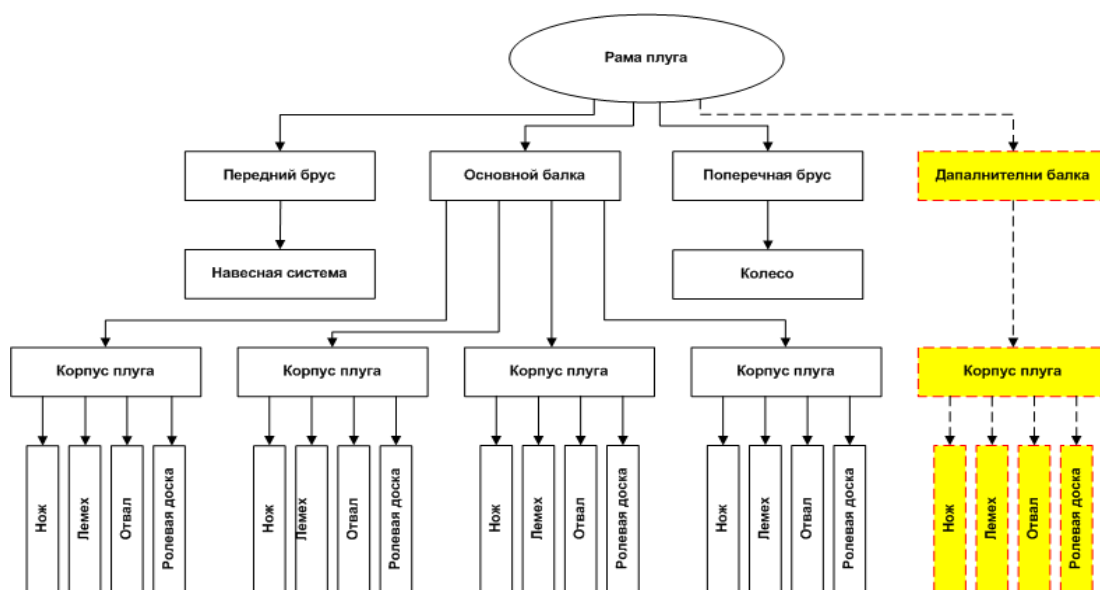 Рама плуга
Передний брус
Основной балка
Поперечная брус
Дапалнителни балка
Навесная система
Колесо
Корпус плуга
Корпус плуга
Корпус плуга
Корпус плуга
Корпус плуга
Нож
Лемех
Отвал
Ролевая доска
Нож
Лемех
Отвал
Ролевая доска
Нож
Лемех
Отвал
Ролевая доска
Нож
Лемех
Отвал
Ролевая доска
Нож
Лемех
Отвал
Ролевая доска